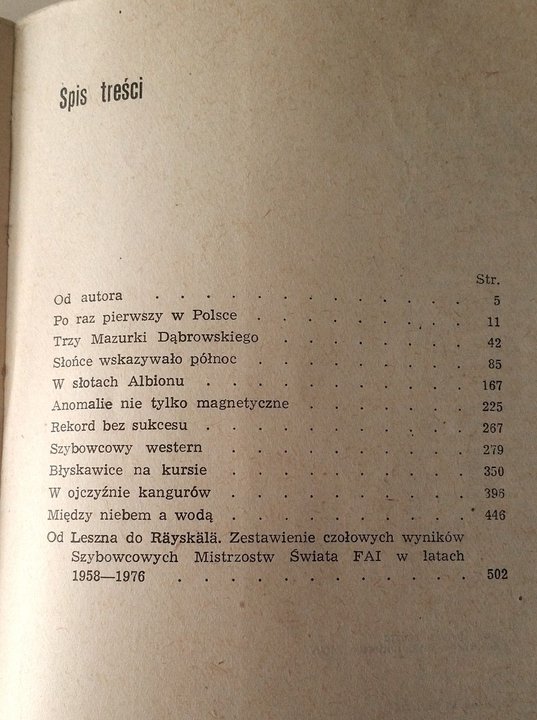 Spis treści
Str.
Od autora . . . . . . . . . . . . . 5
Po raz pierwszy w Polsce . . . . . . . . . 11
Trzy Mazurki Dąbrowskiego . . . . . . . . 42
Słońce wskazywało północ . . . . . . . . . 85
W słotach Albionu . . . . . . . . . . . 167
Anomalie nie tylko magnetyczne . . . . . . . 225
Rekord bez sukcesu . . . . . . . . . . . 267
Szybowcowy western . . . . . . . . . . 279
Błyskawice na kursie . . . . . . . . . . 350
W ojczyźnie kangurów . . . . . . . . . . 396
Między niebem a wodą . . . . . . . . . . 446
Od Leszna do Räyskälä. Zestawienie czołowych wyników
Szybowcowych Mistrzostw Świata FAI w latach
1958—1976 . . . . . . . . . . . . 502